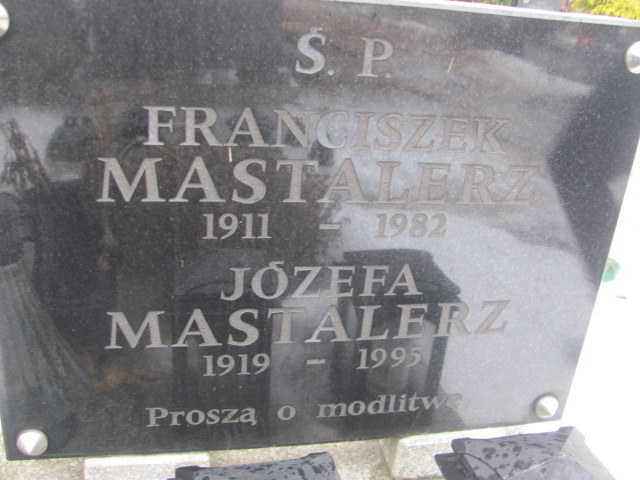 Ś. P.
FRANCISZEK
MASTALERZ
1911 – 1982
JÓZEFA
MASTALERZ
1919 – 1995
Proszą o modlitwę